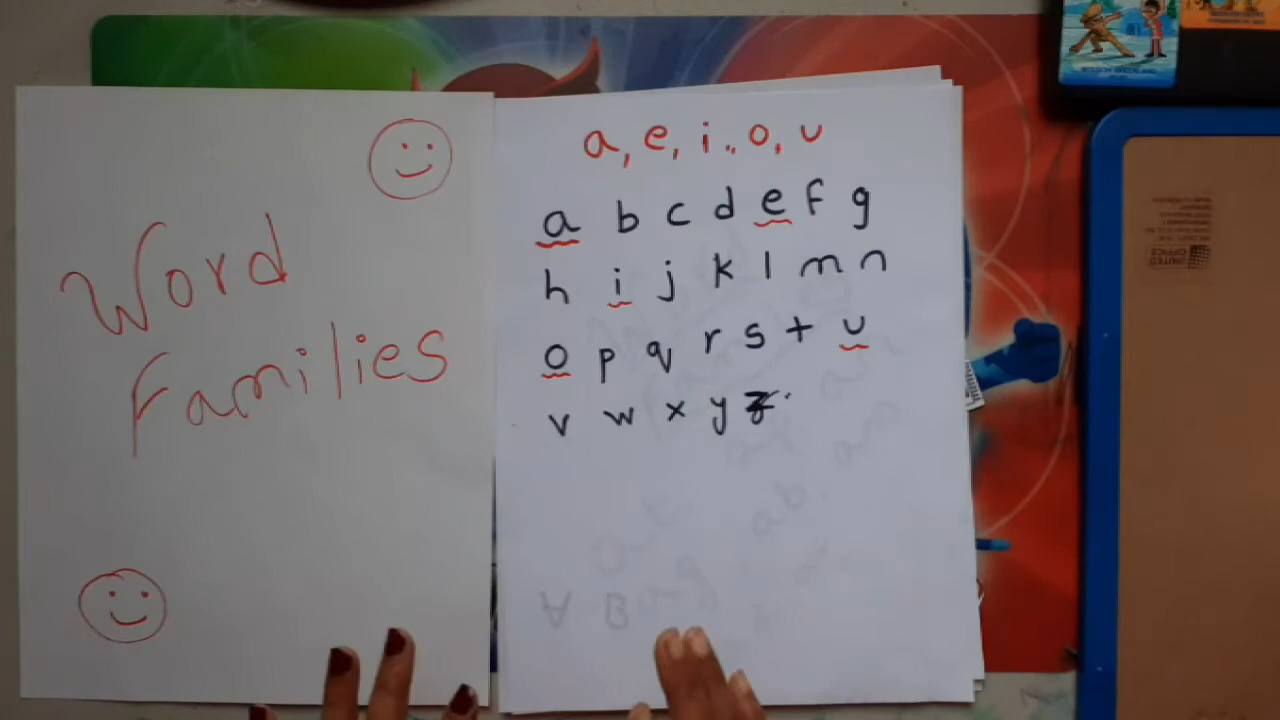 Word
Families
a, e, i., o, u
a b c d e f g
h i j k l m n
o p q r s t u
v w x y z.